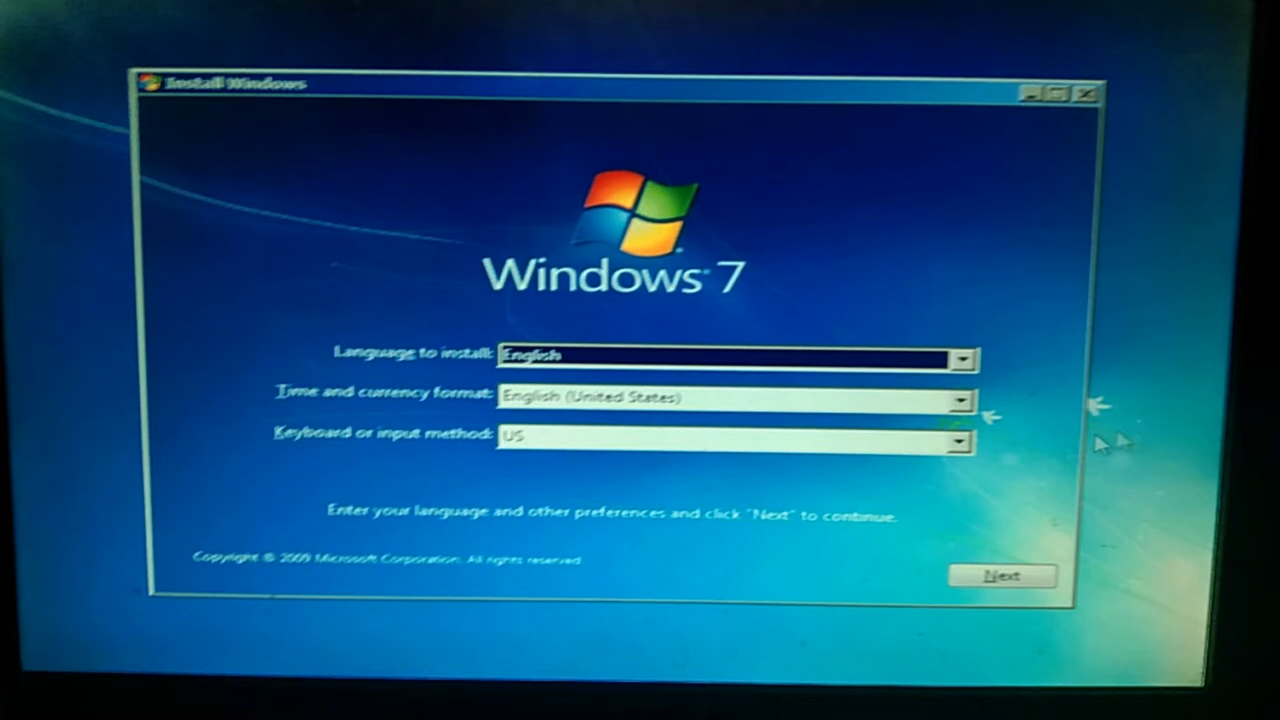 Install Windows
Windows 7
Language to install: English
Time and currency format: English (United States)
Keyboard or input method: US
Enter your language and other preferences and click "Next" to continue.
Copyright © 2009 Microsoft Corporation. All rights reserved.
Next